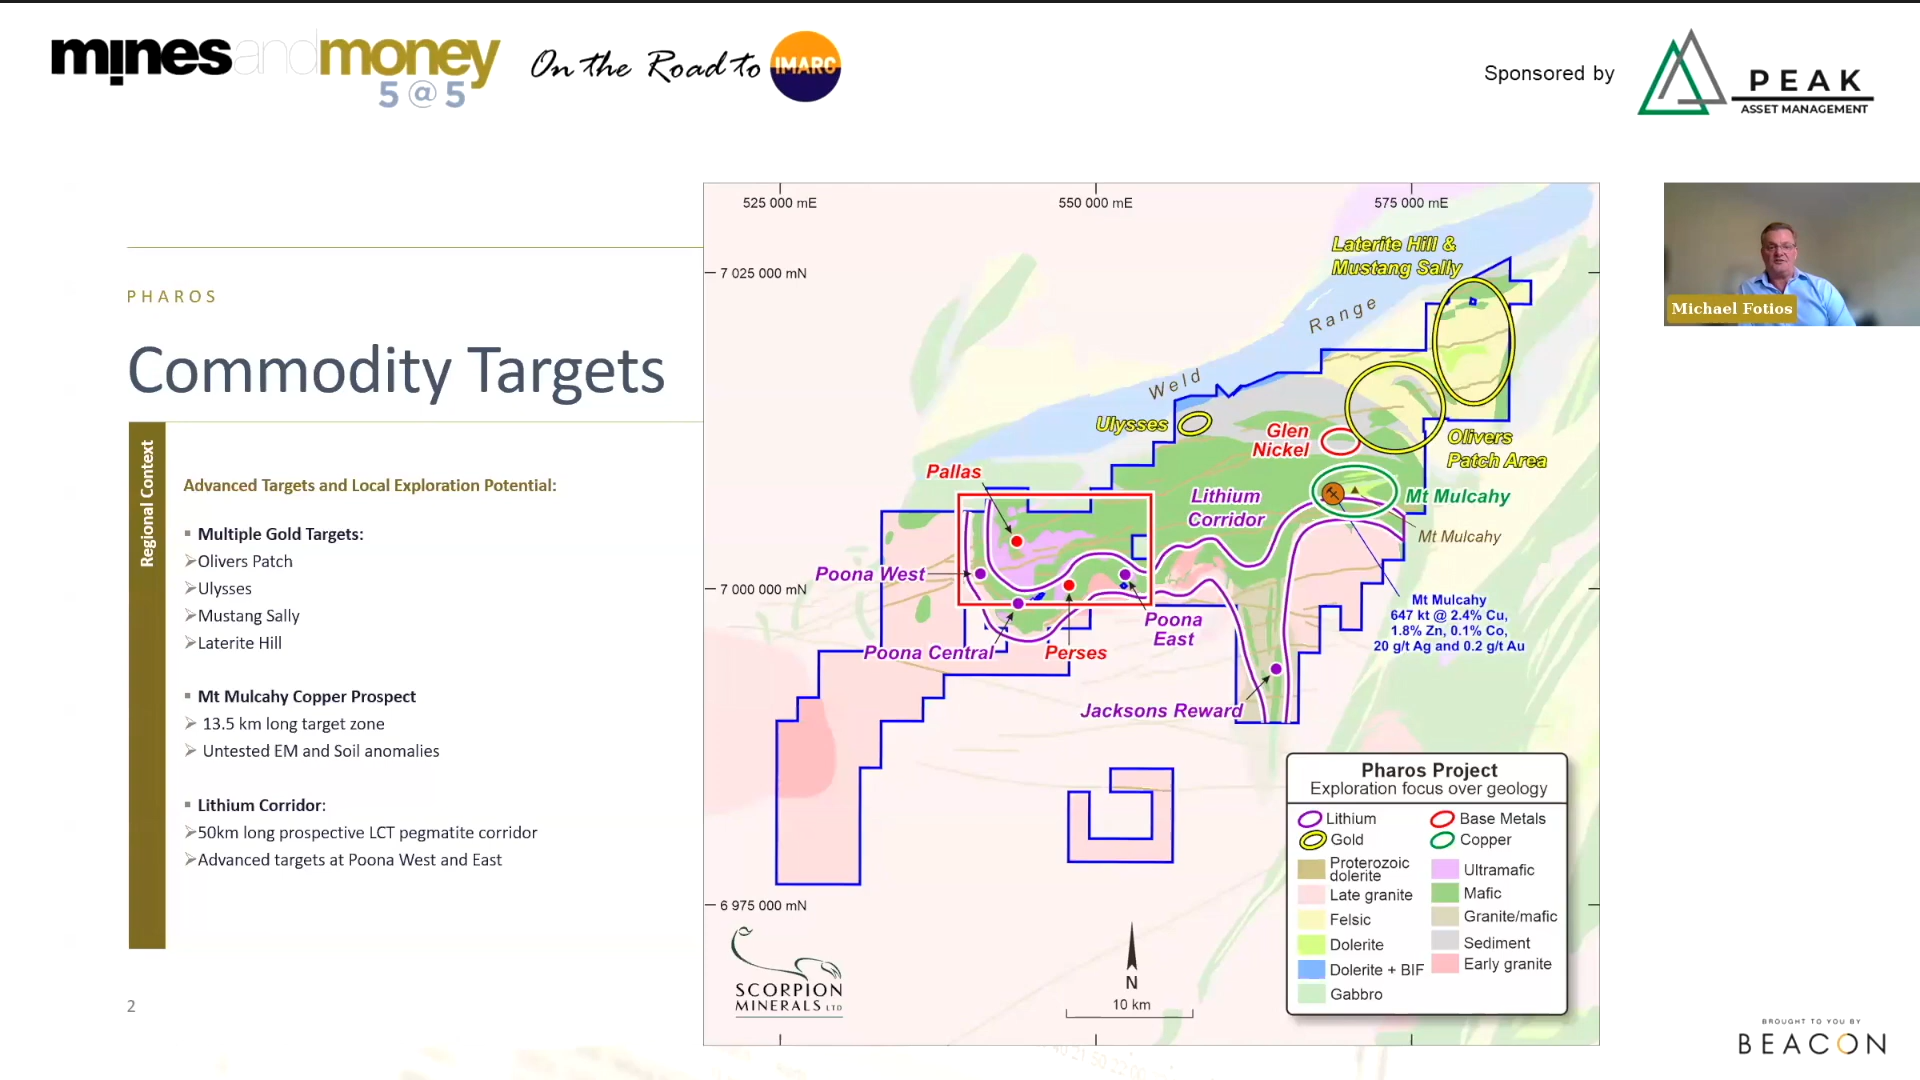 minesandmoney
5 @ 5
On the Road to
IMARC
Sponsored by
PEAK
ASSET MANAGEMENT
PHAROS
Commodity Targets
Regional Context
Advanced Targets and Local Exploration Potential:
▪ Multiple Gold Targets:
➢Olivers Patch
➢Ulysses
➢Mustang Sally
➢Laterite Hill
▪ Mt Mulcahy Copper Prospect
➢ 13.5 km long target zone
➢ Untested EM and Soil anomalies
▪ Lithium Corridor:
➢50km long prospective LCT pegmatite corridor
➢Advanced targets at Poona West and East
2
525 000 mE
550 000 mE
575 000 mE
7 025 000 mN
7 000 000 mN
6 975 000 mN
Laterite Hill &
Mustang Sally
Weld Range
Ulysses
Glen
Nickel
Olivers
Patch Area
Pallas
Lithium
Corridor
Mt Mulcahy
Mt Mulcahy
Poona West
Poona Central
Perses
Poona
East
Mt Mulcahy
647 kt @ 2.4% Cu,
1.8% Zn, 0.1% Co,
20 g/t Ag and 0.2 g/t Au
Jacksons Reward
Pharos Project
Exploration focus over geology
Lithium
Gold
Proterozoic
dolerite
Late granite
Felsic
Dolerite
Dolerite + BIF
Gabbro
Base Metals
Copper
Ultramafic
Mafic
Granite/mafic
Sediment
Early granite
SCORPION
MINERALS LTD
N
10 km
Michael Fotios
BROUGHT TO YOU BY
BEACON